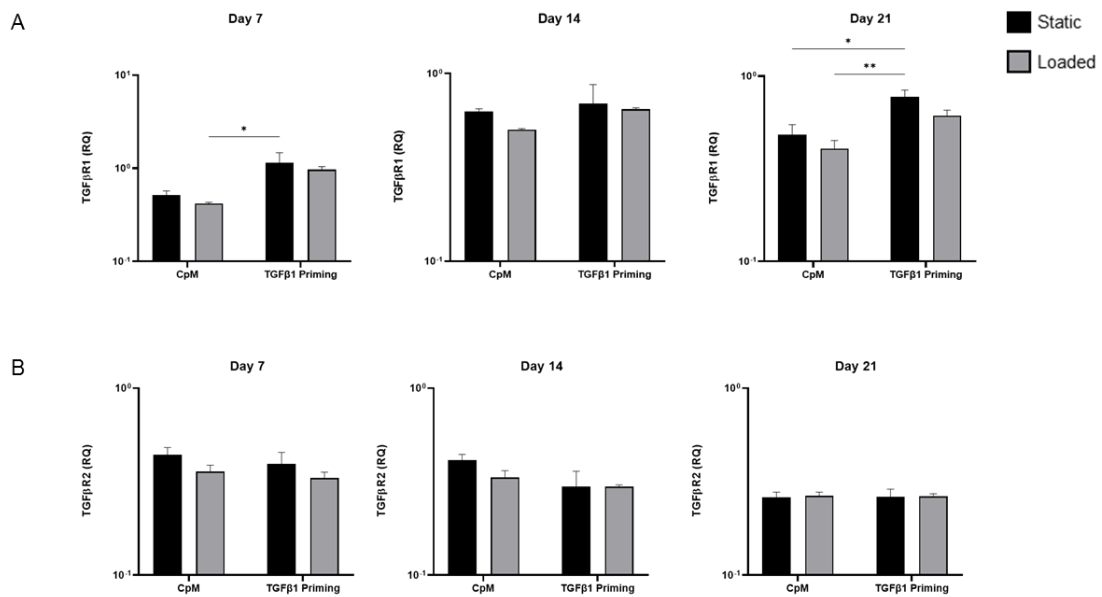 A
Day 7
Day 14
Day 21
Static
Loaded
TGFβR1 (RQ)
10¹
10⁰
10⁻¹
*
CpM
TGFβ1 Priming
TGFβR1 (RQ)
10⁰
10⁻¹
CpM
TGFβ1 Priming
TGFβR1 (RQ)
10⁰
10⁻¹
*
**
CpM
TGFβ1 Priming
B
Day 7
Day 14
Day 21
TGFβR2 (RQ)
10⁰
10⁻¹
CpM
TGFβ1 Priming
TGFβR2 (RQ)
10⁰
10⁻¹
CpM
TGFβ1 Priming
TGFβR2 (RQ)
10⁰
10⁻¹
CpM
TGFβ1 Priming